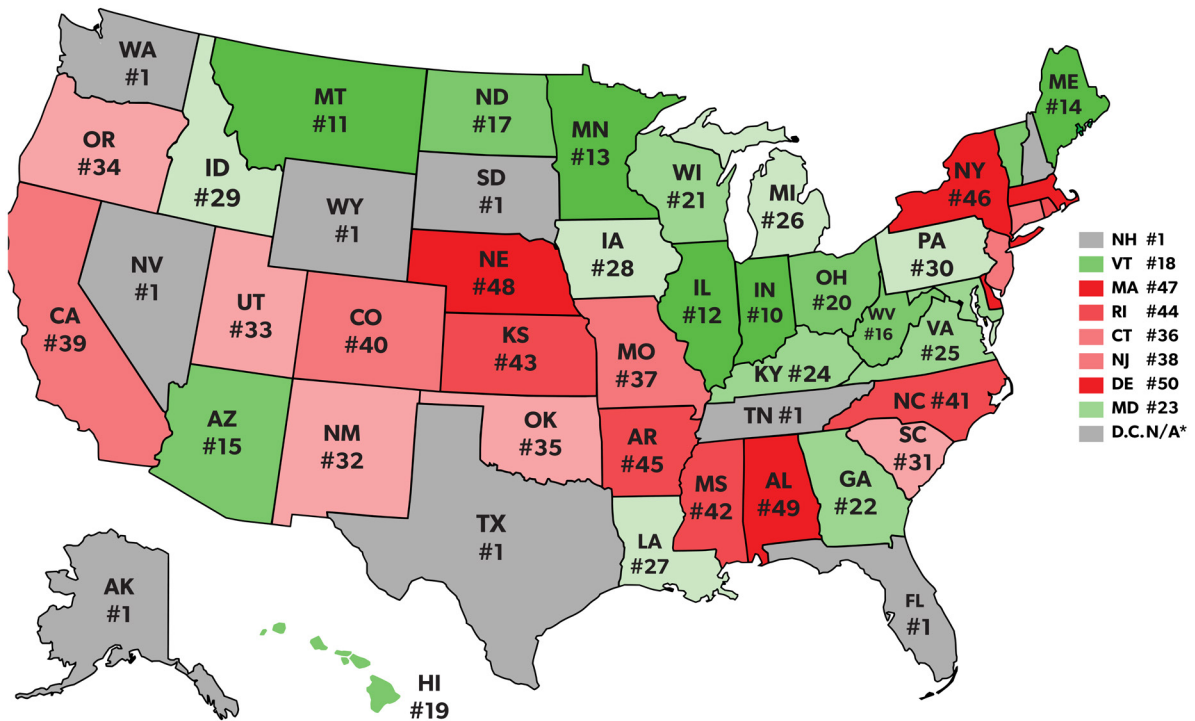 WA
#1
OR
#34
CA
#39
NV
#1
ID
#29
MT
#11
WY
#1
UT
#33
AZ
#15
CO
#40
NM
#32
ND
#17
SD
#1
NE
#48
KS
#43
OK
#35
TX
#1
MN
#13
IA
#28
MO
#37
AR
#45
LA
#27
WI
#21
IL
#12
MI
#26
IN
#10
OH
#20
KY #24
TN #1
MS
#42
AL
#49
GA
#22
FL
#1
SC
#31
NC #41
VA
#25
WV
#16
PA
#30
NY
#46
ME
#14
AK
#1
HI
#19
NH #1
VT #18
MA #47
RI #44
CT #36
NJ #38
DE #50
MD #23
D.C. N/A*